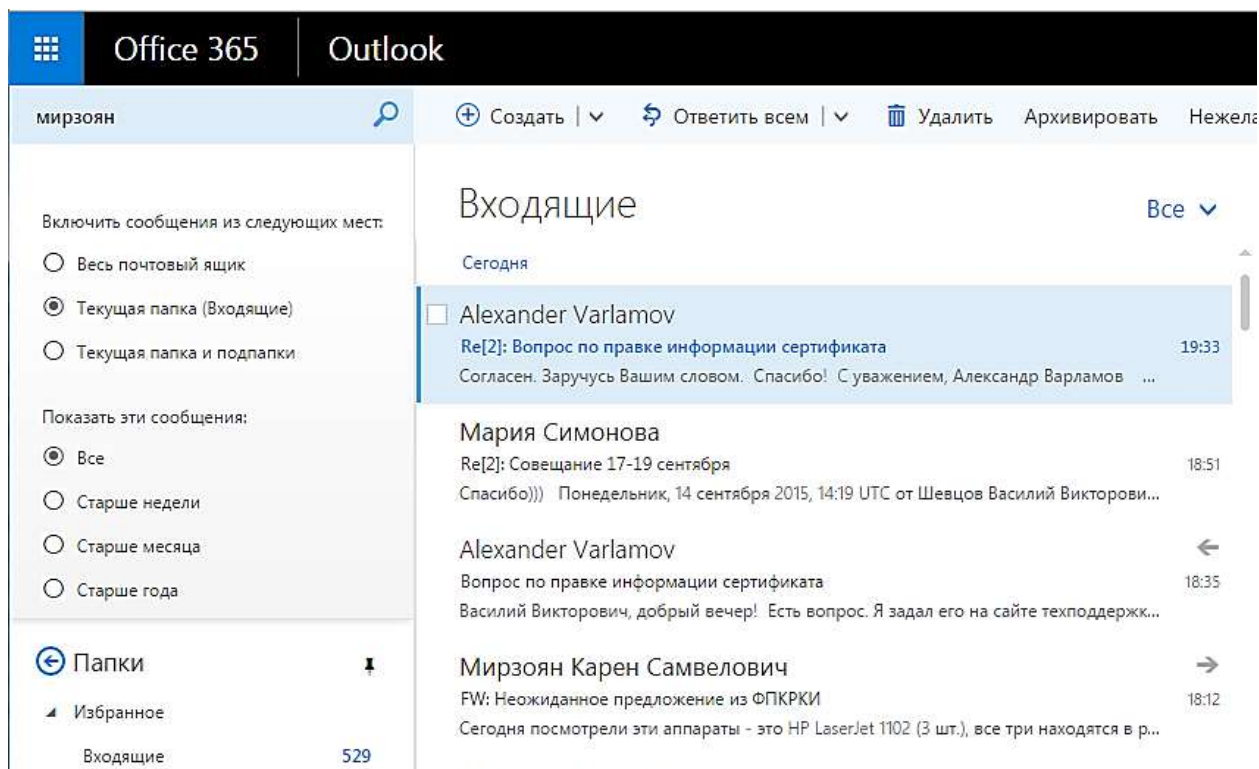 Office 365 Outlook
мирзоян
Создать Ответить всем Удалить Архивировать Нежела
Включить сообщения из следующих мест:
Весь почтовый ящик
Текущая папка (Входящие)
Текущая папка и подпапки
Показать эти сообщения:
Все
Старше недели
Старше месяца
Старше года
Папки
Избранное
Входящие 529
Входящие Все
Сегодня
Alexander Varlamov
Re[2]: Вопрос по правке информации сертификата 19:33
Согласен. Заручусь Вашим словом. Спасибо! С уважением, Александр Варламов ...
Мария Симонова
Re[2]: Совещание 17-19 сентября 18:51
Спасибо))) Понедельник, 14 сентября 2015, 14:19 UTC от Шевцов Василий Викторови...
Alexander Varlamov
Вопрос по правке информации сертификата 18:35
Василий Викторович, добрый вечер! Есть вопрос. Я задал его на сайте техподдержк...
Мирзоян Карен Самвелович
FW: Неожиданное предложение из ФПКРКИ 18:12
Сегодня посмотрели эти аппараты - это HP LaserJet 1102 (3 шт.), все три находятся в р...